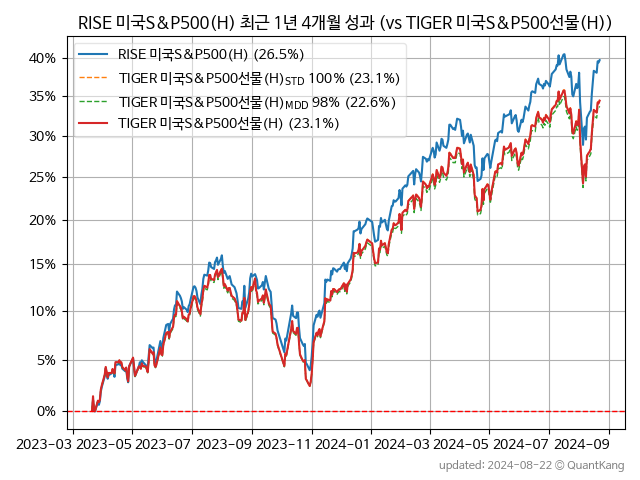 RISE 미국S&P500(H) 최근 1년 4개월 성과 (vs TIGER 미국S&P500선물(H))
RISE 미국S&P500(H) (26.5%)
TIGER 미국S&P500선물(H)STD 100% (23.1%)
TIGER 미국S&P500선물(H)MDD 98% (22.6%)
TIGER 미국S&P500선물(H) (23.1%)
40%
35%
30%
25%
20%
15%
10%
5%
0%
2023-03 2023-05 2023-07 2023-09 2023-11 2024-01 2024-03 2024-05 2024-07 2024-09
updated: 2024-08-22 © QuantKang